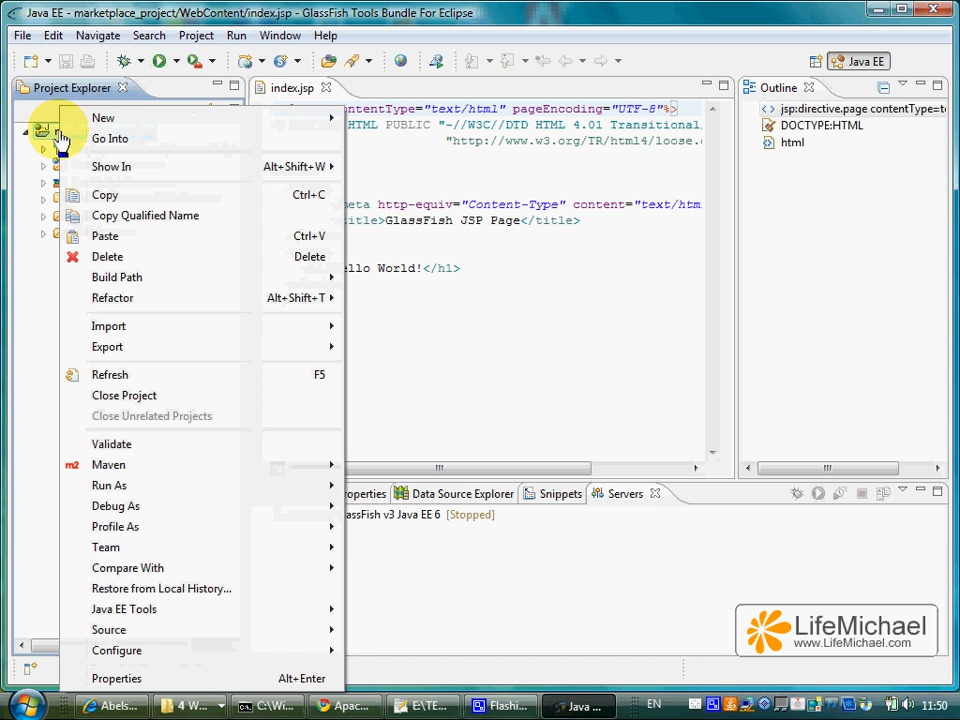 Java EE - marketplace_project/WebContent/index.jsp - GlassFish Tools Bundle For Eclipse
File Edit Navigate Search Project Run Window Help
Java EE
Project Explorer
index.jsp
Outline
contentType="text/html" pageEncoding="UTF-8"%>
HTML PUBLIC "-//W3C//DTD HTML 4.01 Transitional/
"http://www.w3.org/TR/html4/loose.
meta http-equiv="Content-Type" content="text/htm
title>GlassFish JSP Page</title>
llo World!</h1>
jsp:directive.page contentType=te
DOCTYPE:HTML
html
New
Go Into
Show In Alt+Shift+W
Copy Ctrl+C
Copy Qualified Name
Paste Ctrl+V
Delete Delete
Build Path
Refactor Alt+Shift+T
Import
Export
Refresh F5
Close Project
Close Unrelated Projects
Validate
m2 Maven
Run As
Debug As
Profile As
Team
Compare With
Restore from Local History...
Java EE Tools
Source
Configure
Properties Alt+Enter
roperties Data Source Explorer Snippets Servers
assFish v3 Java EE 6 [Stopped]
LifeMichael
www.lifemichael.com
Abels... 4 W... C:\Wi... Apac... E:\TE... Flashi... Java ... EN 11:50